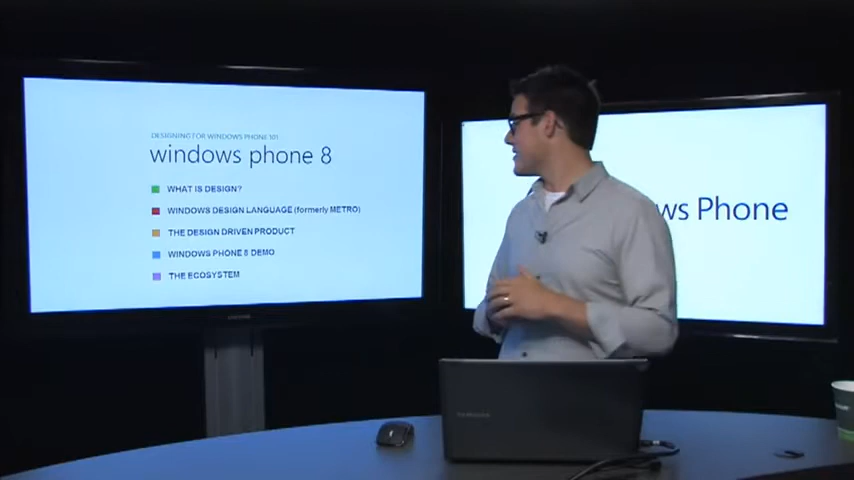 DESIGNING FOR WINDOWS PHONE 101
windows phone 8
WHAT IS DESIGN?
WINDOWS DESIGN LANGUAGE (formerly METRO)
THE DESIGN DRIVEN PRODUCT
WINDOWS PHONE 8 DEMO
THE ECOSYSTEM
ws Phone
SAMSUNG